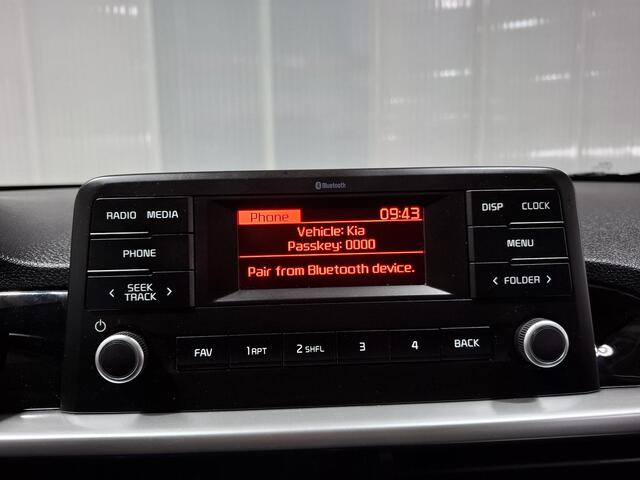 Bluetooth
RADIO MEDIA
PHONE
< SEEK TRACK >
Phone 09:43
Vehicle: Kia
Passkey: 0000
Pair from Bluetooth device.
DISP CLOCK
MENU
< FOLDER >
FAV 1 RPT 2 SHFL 3 4 BACK